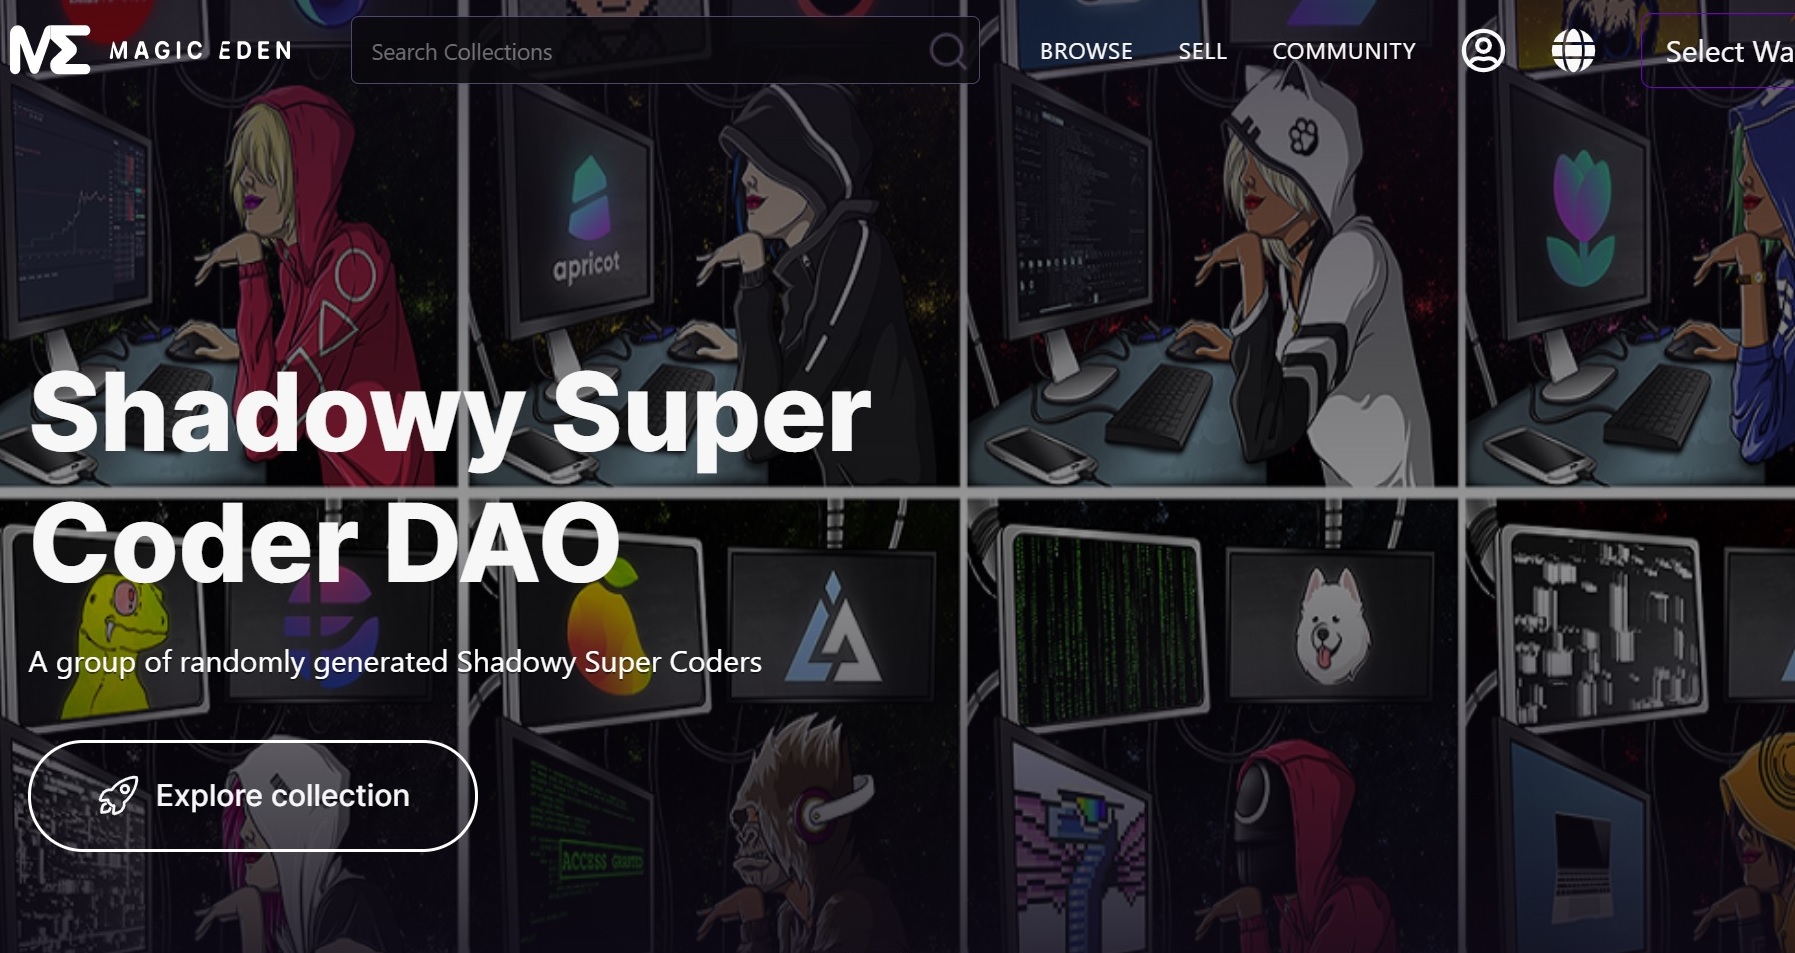 MAGIC EDEN
Search Collections
BROWSE
SELL
COMMUNITY
Select Wa
apricot
Shadowy Super
Coder DAO
A group of randomly generated Shadowy Super Coders
Explore collection
ACCESS GRANTED